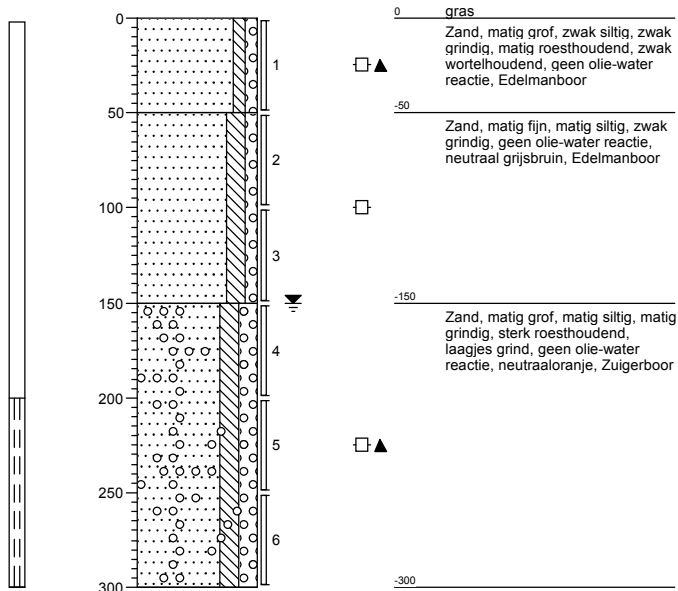 0
50
100
150
200
250
300
1
2
3
4
5
6
0
gras
Zand, matig grof, zwak siltig, zwak
grindig, matig roesthoudend, zwak
wortelhoudend, geen olie-water
reactie, Edelmanboor
-50
Zand, matig fijn, matig siltig, zwak
grindig, geen olie-water reactie,
neutraal grijsbruin, Edelmanboor
-150
Zand, matig grof, matig siltig, matig
grindig, sterk roesthoudend,
laagjes grind, geen olie-water
reactie, neutraaloranje, Zuigerboor
-300